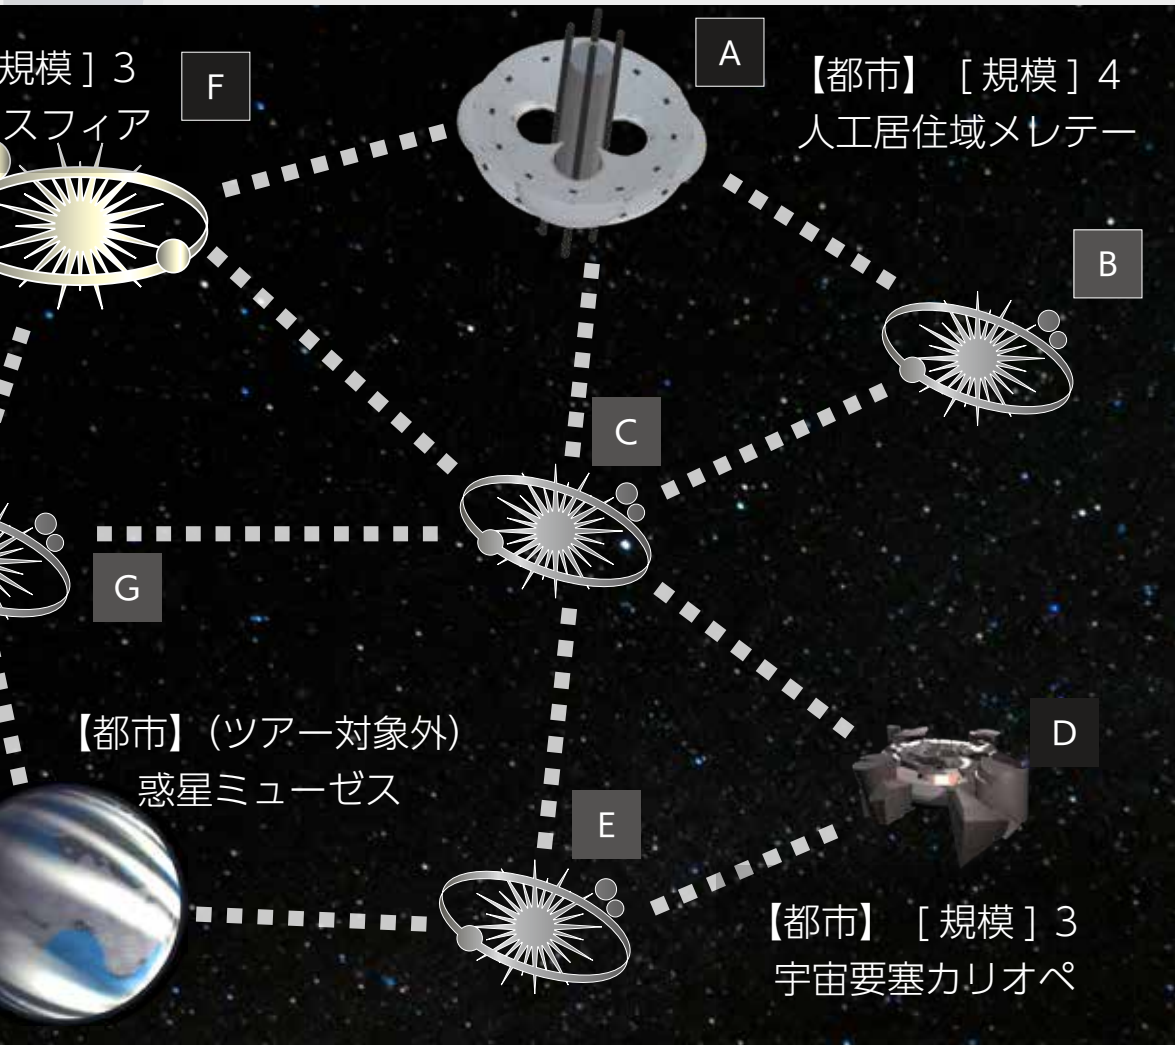 規模］3
スフィア
F
A
【都市】［規模］4
人工居住域メレテー
B
C
G
【都市】（ツアー対象外）
惑星ミューゼス
D
E
【都市】［規模］3
宇宙要塞カリオペ